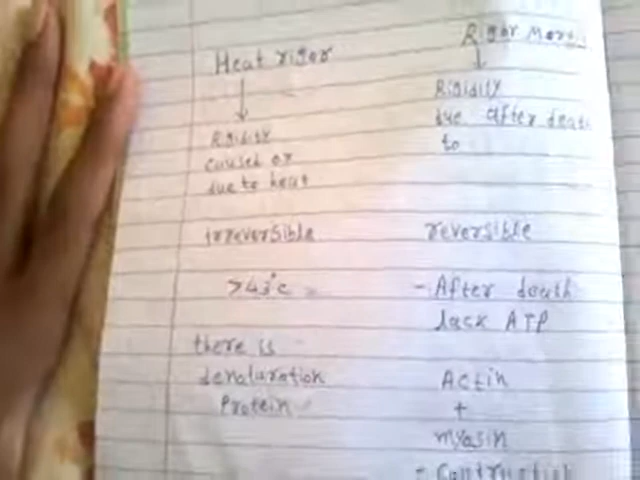 Heat rigor
Rigidity
caused or
due to heat
irreversible
>43°c
there is
denaturation
Protein
Rigor Mortis
Rigidity
due after death
to
reversible
- After death
lack ATP
Actin
+
myosin